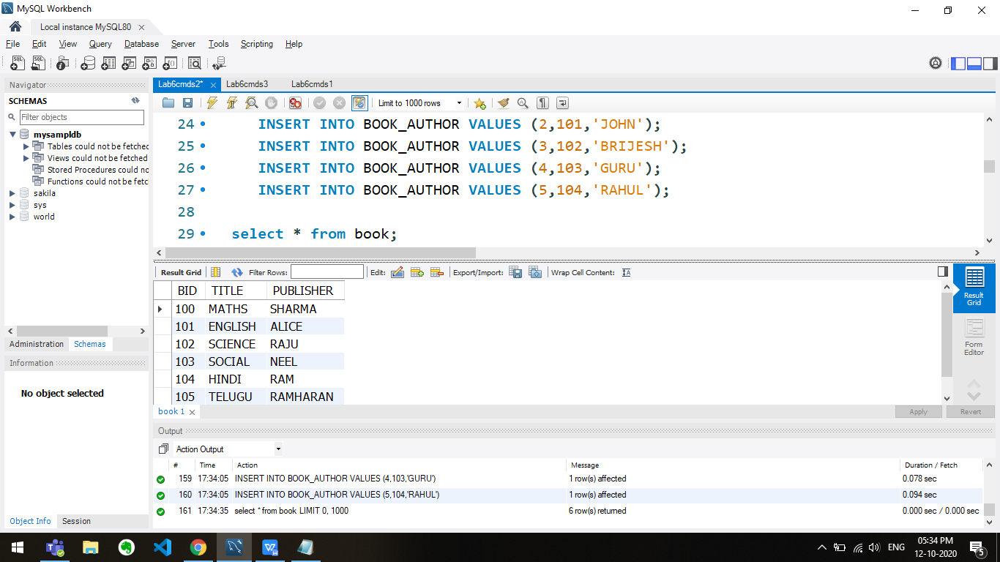 MySQL Workbench
Local instance MySQL80
File Edit View Query Database Server Tools Scripting Help
Navigator
SCHEMAS
Filter objects
mysampldb
Tables could not be fetched
Views could not be fetched
Stored Procedures could no
Functions could not be fetc
sakila
sys
world
Administration Schemas
Information
No object selected
Object Info Session
Lab6cmds2* Lab6cmds3 Lab6cmds1
Limit to 1000 rows
24 INSERT INTO BOOK_AUTHOR VALUES (2,101,'JOHN');
25 INSERT INTO BOOK_AUTHOR VALUES (3,102,'BRIJESH');
26 INSERT INTO BOOK_AUTHOR VALUES (4,103,'GURU');
27 INSERT INTO BOOK_AUTHOR VALUES (5,104,'RAHUL');
28
29 select * from book;
Result Grid Filter Rows: Edit: Export/Import: Wrap Cell Content:
BID TITLE PUBLISHER
100 MATHS SHARMA
101 ENGLISH ALICE
102 SCIENCE RAJU
103 SOCIAL NEEL
104 HINDI RAM
105 TELUGU RAMHARAN
Result
Grid
Form
Editor
book 1
Apply Revert
Output
Action Output
# Time Action Message Duration / Fetch
159 17:34:05 INSERT INTO BOOK_AUTHOR VALUES (4,103,'GURU') 1 row(s) affected 0.078 sec
160 17:34:05 INSERT INTO BOOK_AUTHOR VALUES (5,104,'RAHUL') 1 row(s) affected 0.094 sec
161 17:34:35 select * from book LIMIT 0, 1000 6 row(s) returned 0.000 sec / 0.000 sec
ENG
05:34 PM
12-10-2020
5